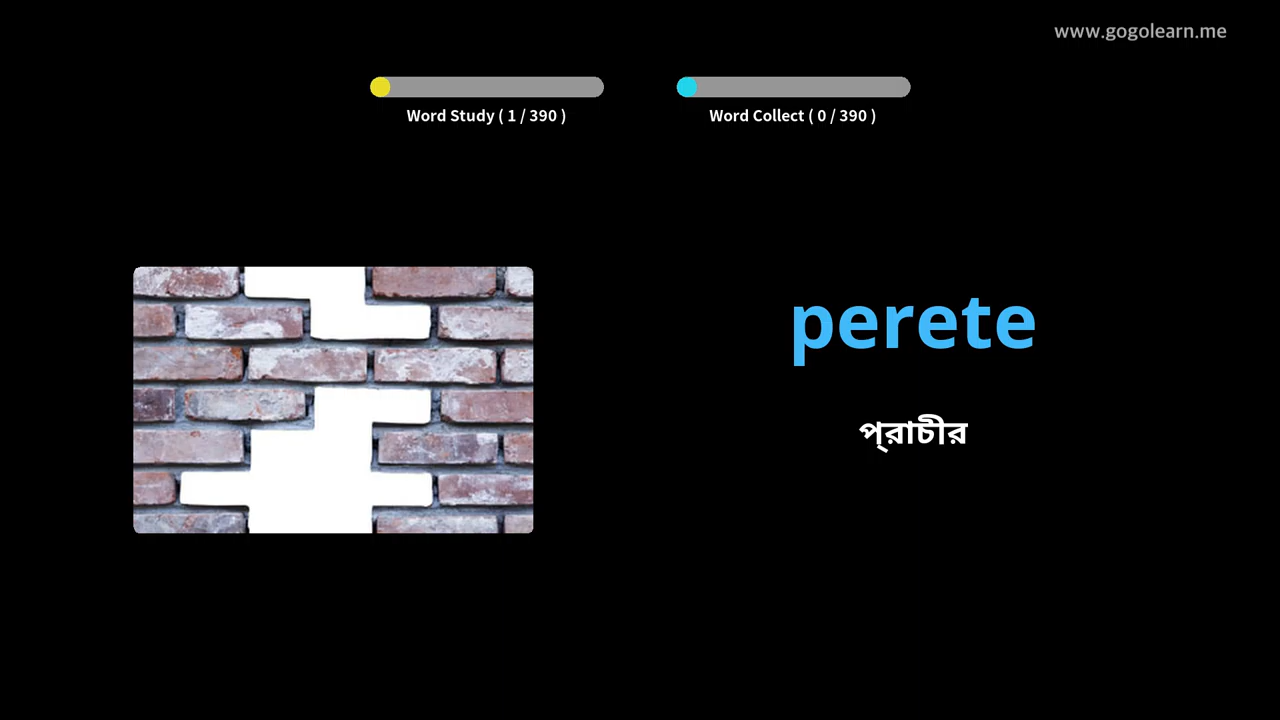 www.gogolearn.me
Word Study ( 1 / 390 )
Word Collect ( 0 / 390 )
perete
প্রাচীর